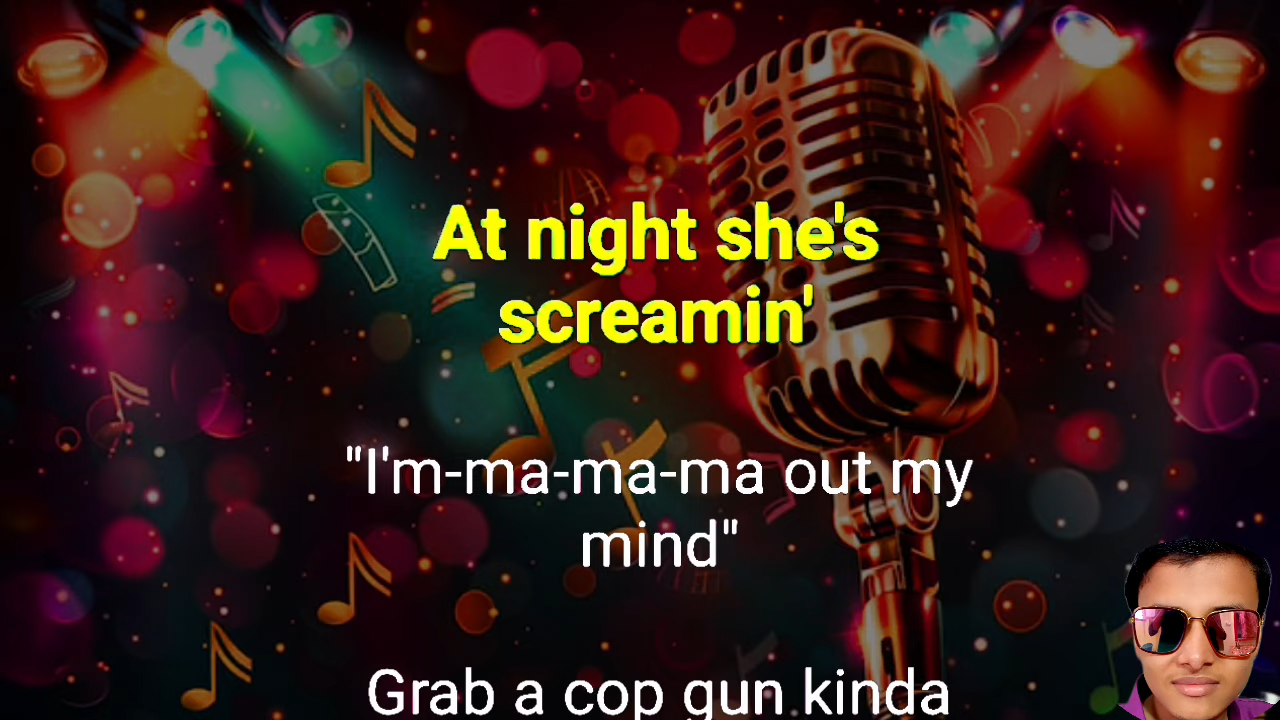 At night she's
screamin'
"I'm-ma-ma-ma out my
mind"
Grab a cop gun kinda